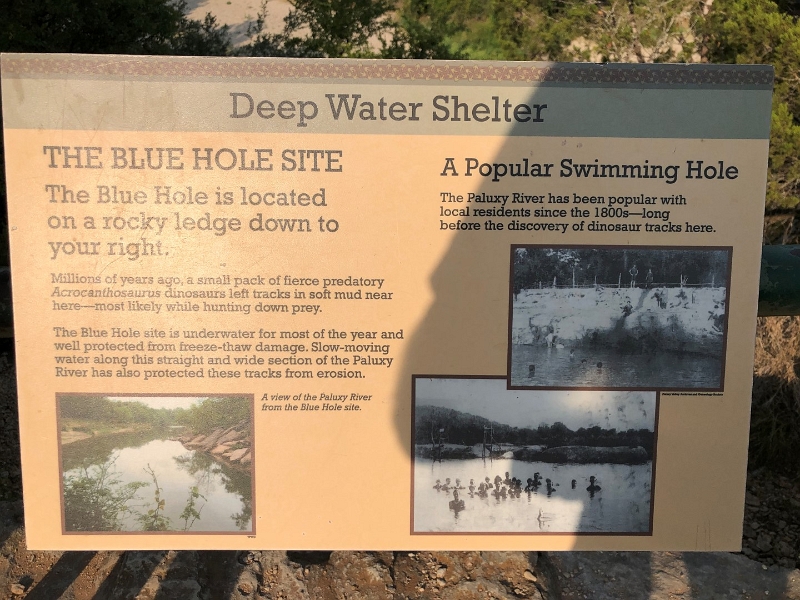 Deep Water Shelter
THE BLUE HOLE SITE
The Blue Hole is located
on a rocky ledge down to
your right.
Millions of years ago, a small pack of fierce predatory
Acrocanthosaurus dinosaurs left tracks in soft mud near
here—most likely while hunting down prey.
The Blue Hole site is underwater for most of the year and
well protected from freeze-thaw damage. Slow-moving
water along this straight and wide section of the Paluxy
River has also protected these tracks from erosion.
A view of the Paluxy River
from the Blue Hole site.
A Popular Swimming Hole
The Paluxy River has been popular with
local residents since the 1800s—long
before the discovery of dinosaur tracks here.